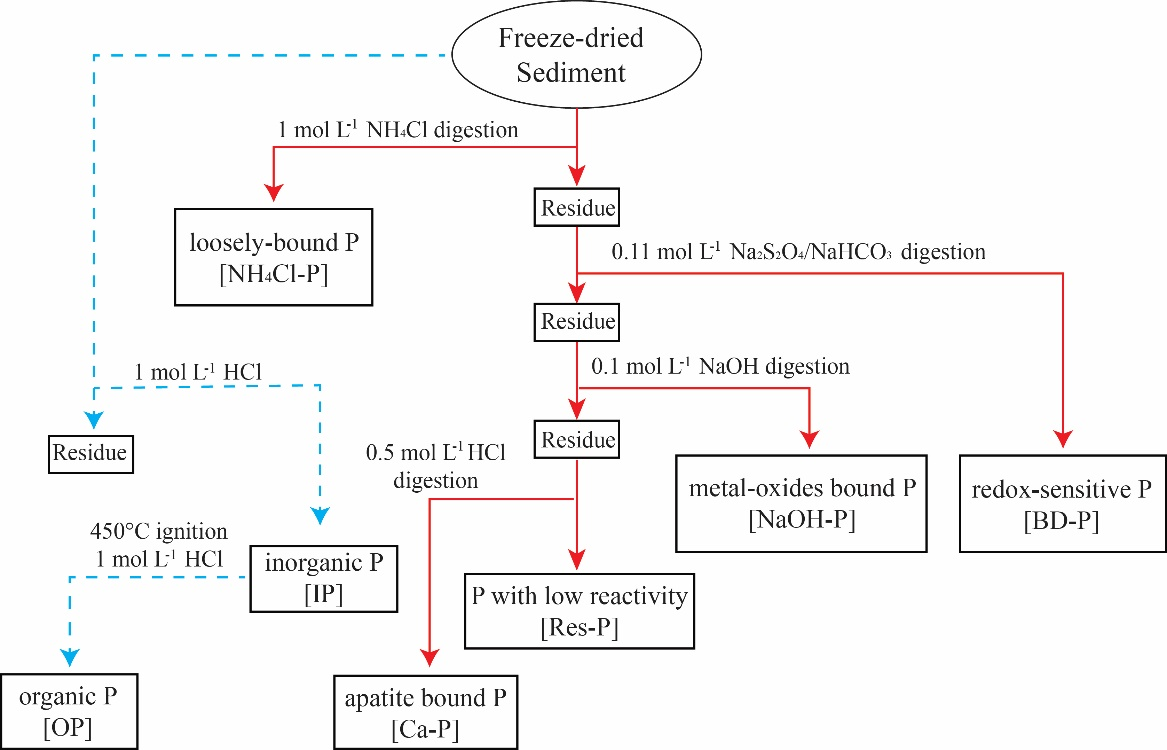 Freeze-dried
Sediment
1 mol L⁻¹ NH₄Cl digestion
Residue
loosely-bound P
[NH₄Cl-P]
0.11 mol L⁻¹ Na₂S₂O₄/NaHCO₃ digestion
Residue
0.1 mol L⁻¹ NaOH digestion
1 mol L⁻¹ HCl
Residue
Residue
0.5 mol L⁻¹ HCl
digestion
metal-oxides bound P
[NaOH-P]
redox-sensitive P
[BD-P]
450°C ignition
1 mol L⁻¹ HCl
inorganic P
[IP]
P with low reactivity
[Res-P]
organic P
[OP]
apatite bound P
[Ca-P]